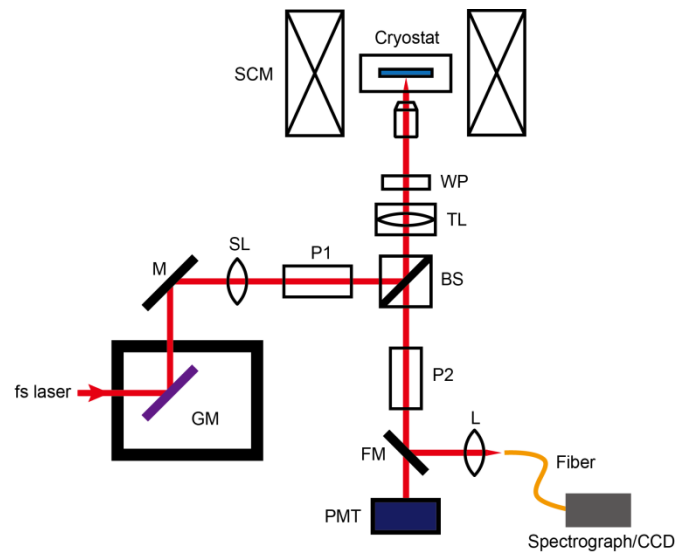 Cryostat
SCM
WP
TL
SL
P1
M
BS
fs laser
GM
P2
L
FM
Fiber
PMT
Spectrograph/CCD